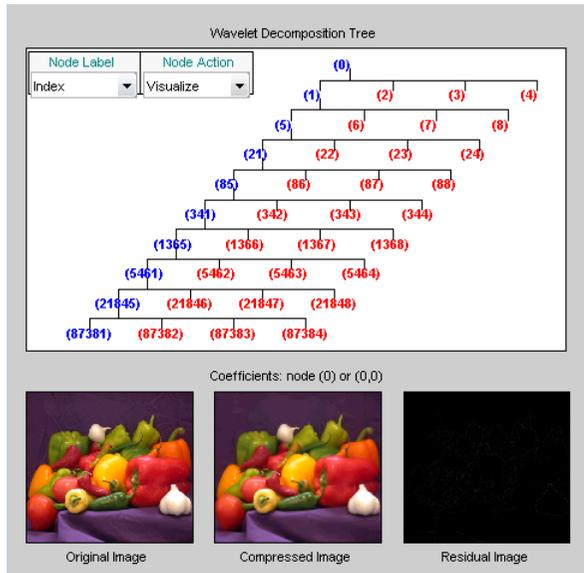 Wavelet Decomposition Tree
Node Label Node Action
Index Visualize
(0)
(1) (2) (3) (4)
(5) (6) (7) (8)
(21) (22) (23) (24)
(85) (86) (87) (88)
(341) (342) (343) (344)
(1365) (1366) (1367) (1368)
(5461) (5462) (5463) (5464)
(21845) (21846) (21847) (21848)
(87381) (87382) (87383) (87384)
Coefficients: node (0) or (0,0)
Original Image Compressed Image Residual Image